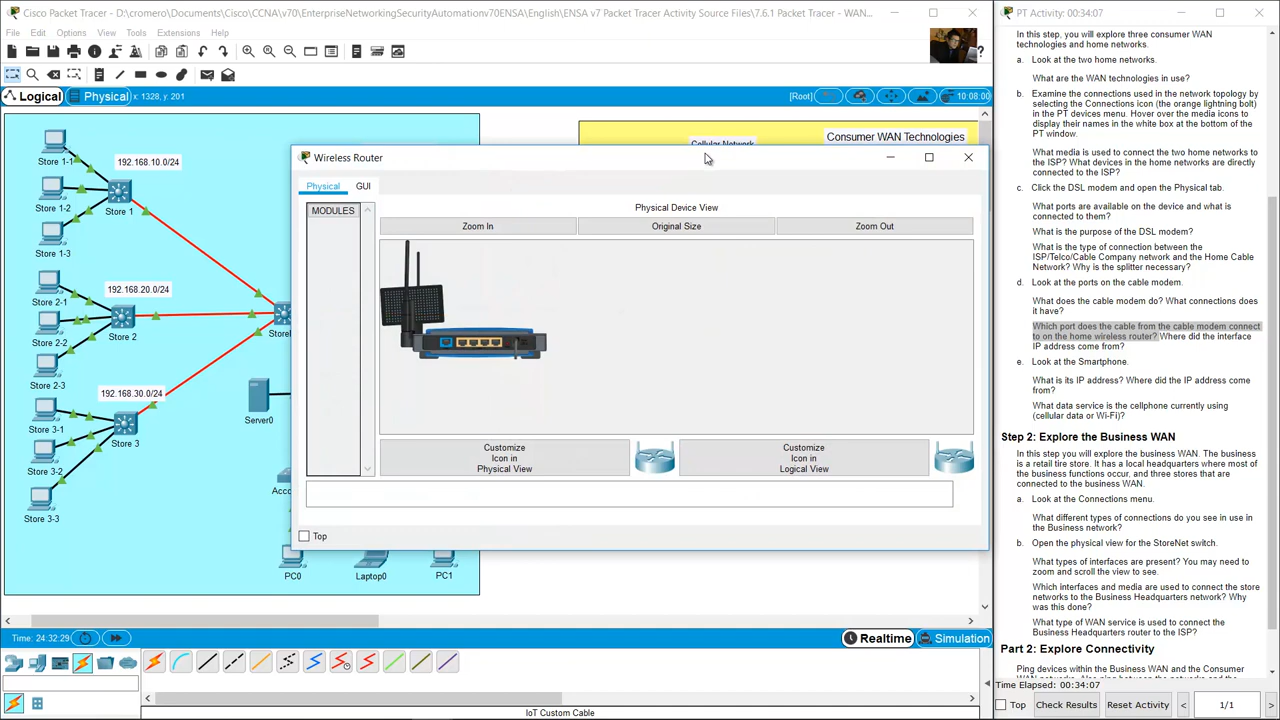 Cisco Packet Tracer - D:\cromero\Documents\Cisco\CCNA\v70\EnterpriseNetworkingSecurityAutomationv70ENSA\English\ENSA v7 Packet Tracer Activity Source Files\7.6.1 Packet Tracer - WAN...
File Edit Options View Tools Extensions Help
Logical Physical x: 1328, y: 201
[Root] 10:08:00
Consumer WAN Technologies
Cellular Network
Store 1-1
192.168.10.0/24
Store 1-2
Store 1
Store 1-3
192.168.20.0/24
Store 2-1
Store 2
Store 2-2
Store 2-3
192.168.30.0/24
Store 3-1
Store 3
Store 3-2
Store 3-3
Server0
PC0
Laptop0
PC1
Wireless Router
Physical GUI
MODULES
Physical Device View
Zoom In Original Size Zoom Out
Customize
Icon in
Physical View
Customize
Icon in
Logical View
Top
Time: 24:32:29
Realtime Simulation
IoT Custom Cable
PT Activity: 00:34:07
In this step, you will explore three consumer WAN
technologies and home networks.
a. Look at the two home networks.
What are the WAN technologies in use?
b. Examine the connections used in the network topology by
selecting the Connections icon (the orange lightning bolt)
in the PT devices menu. Hover over the media icons to
display their names in the white box at the bottom of the
PT window.
What media is used to connect the two home networks
to the ISP? What devices in the home networks are directly
connected to the ISP?
c. Click the DSL modem and open the Physical tab.
What ports are available on the device and what is
connected to them?
What is the purpose of the DSL modem?
What is the type of connection between the
ISP/Telco/Cable Company network and the Home Cable
Network? Why is the splitter necessary?
d. Look at the ports on the cable modem.
What does the cable modem do? What connections does
it have?
Which port does the cable from the cable modem connect
to on the home wireless router? Where did the interface
IP address come from?
e. Look at the Smartphone.
What is its IP address? Where did the IP address come
from?
What data service is the cellphone currently using
(cellular data or Wi-Fi)?
Step 2: Explore the Business WAN
In this step you will explore the business WAN. The business
is a retail tire store. It has a local headquarters where most of
the business functions occur, and three stores that are
connected to the business WAN.
a. Look at the Connections menu.
What different types of connections do you see in use in
the Business network?
b. Open the physical view for the StoreNet switch.
What types of interfaces are present? You may need to
zoom and scroll the view to see.
Which interfaces and media are used to connect the store
networks to the Business Headquarters network? Why
was this done?
What type of WAN service is used to connect the
Business Headquarters router to the ISP?
Part 2: Explore Connectivity
Ping devices within the Business WAN and the Consumer
Time Elapsed: 00:34:07
Top Check Results Reset Activity < 1/1 >